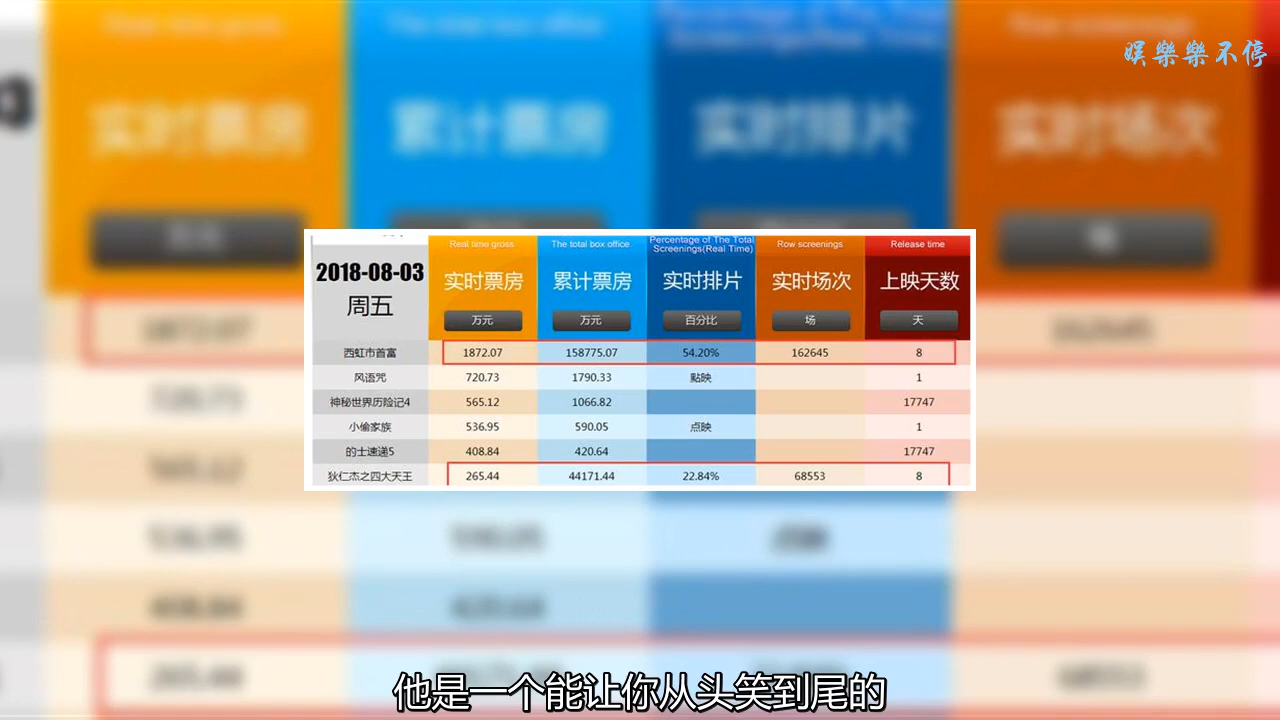 娱樂樂不停
Real time gross The total box office Percentage of The Total Screenings(Real Time) Row screenings Release time
2018-08-03 实时票房 累计票房 实时排片 实时场次 上映天数
周五 万元 万元 百分比 场 天
西虹市首富 1872.07 158775.07 54.20% 162645 8
风语咒 720.73 1790.33 點映 1
神秘世界历险记4 565.12 1066.82 17747
小偷家族 536.95 590.05 点映 1
的士速递5 408.84 420.64 17747
狄仁杰之四大天王 265.44 44171.44 22.84% 68553 8
他是一个能让你从头笑到尾的